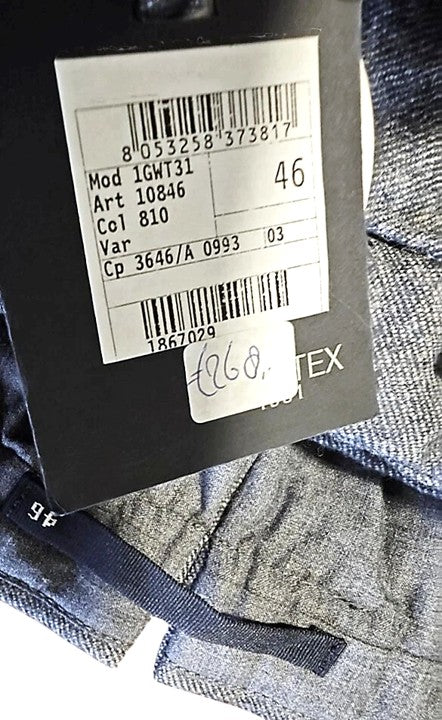 8 053258 373817
Mod 1GWT31
Art 10846
Col 810
Var
46
Cp 3646/A 0993 03
1867029
€268,
TEX
46